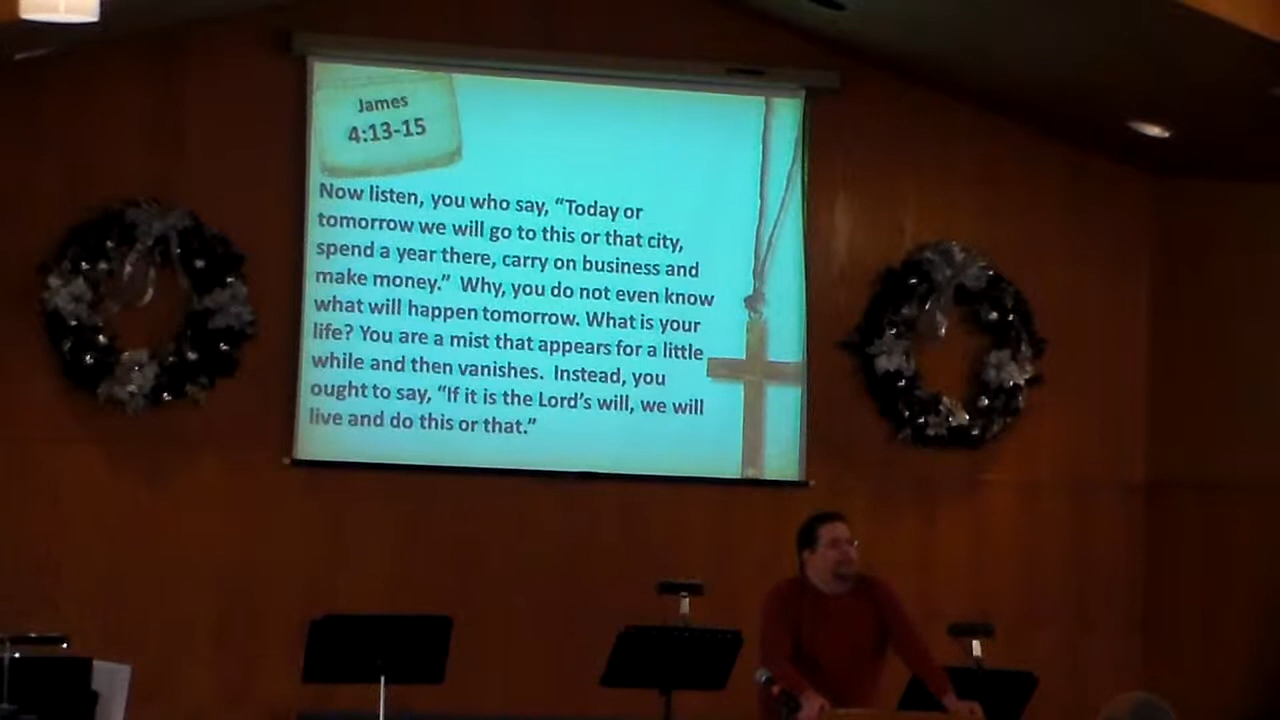 James
4:13-15
Now listen, you who say, “Today or
tomorrow we will go to this or that city,
spend a year there, carry on business and
make money.”  Why, you do not even know
what will happen tomorrow. What is your
life? You are a mist that appears for a little
while and then vanishes.  Instead, you
ought to say, “If it is the Lord’s will, we will
live and do this or that.”